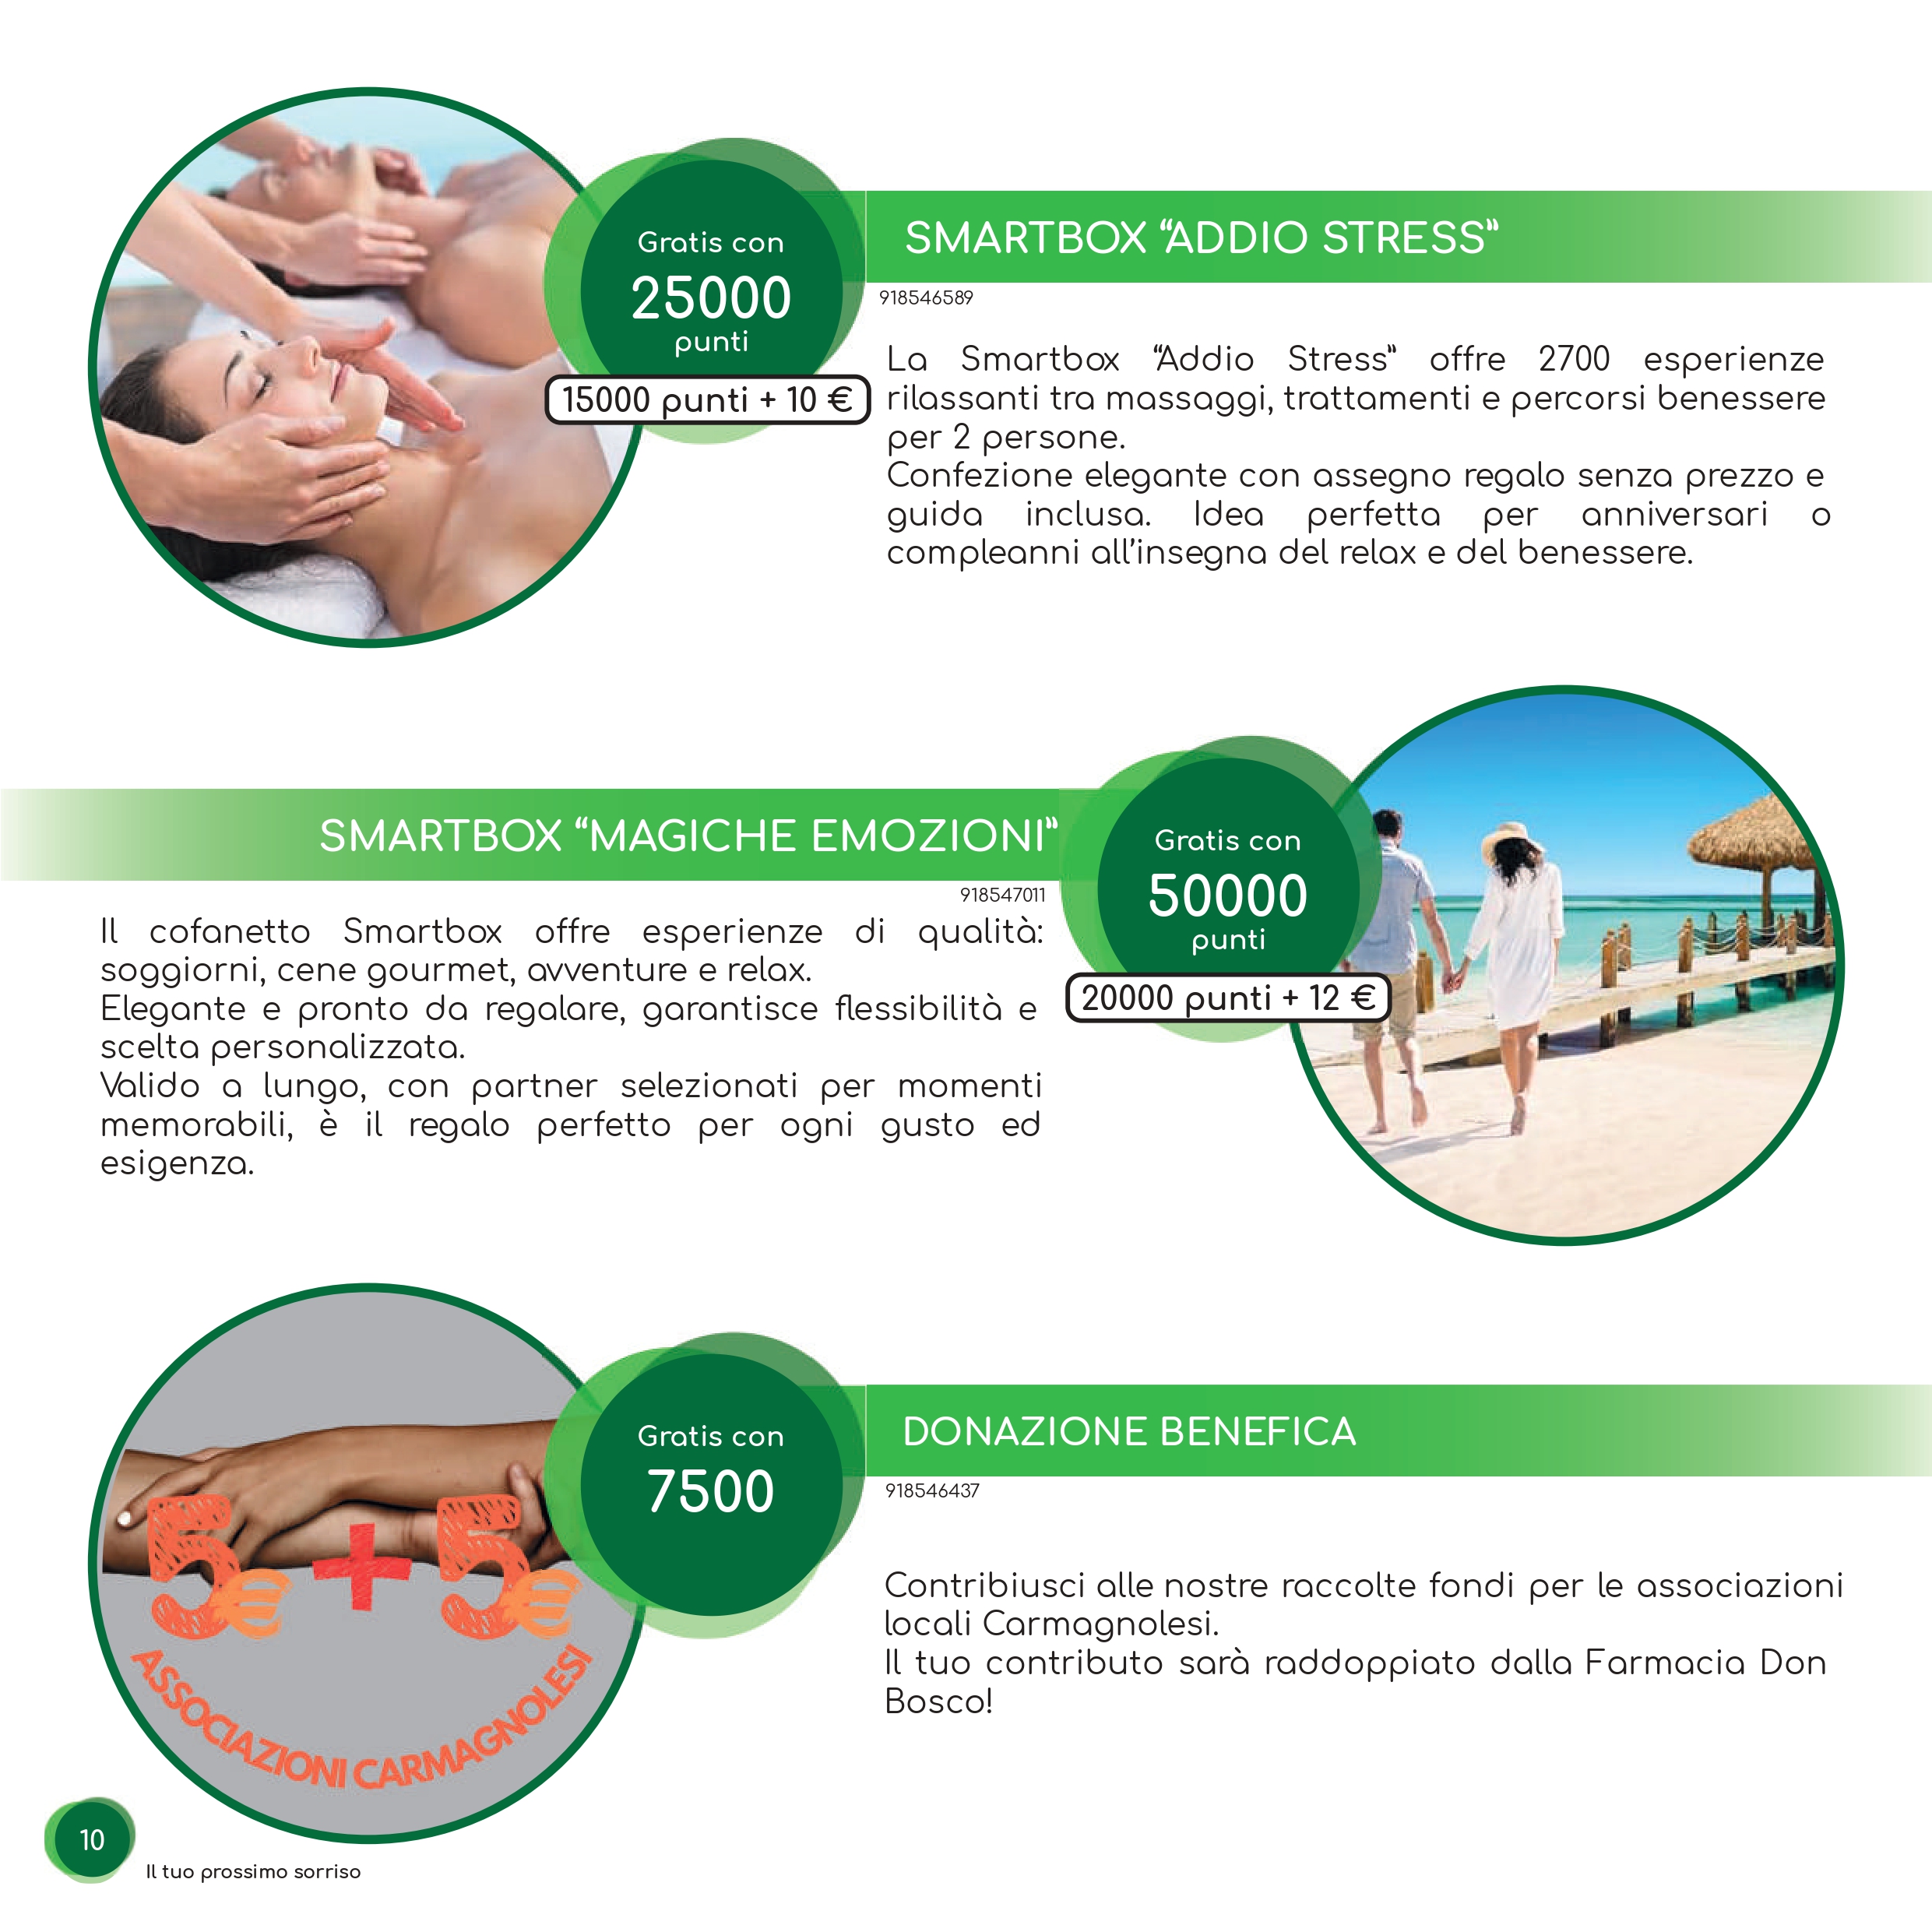 Gratis con
25000
punti
15000 punti + 10 €
SMARTBOX “ADDIO STRESS”
918546589
La Smartbox “Addio Stress” offre 2700 esperienze
rilassanti tra massaggi, trattamenti e percorsi benessere
per 2 persone.
Confezione elegante con assegno regalo senza prezzo e
guida inclusa. Idea perfetta per anniversari o
compleanni all’insegna del relax e del benessere.
SMARTBOX “MAGICHE EMOZIONI”
918547011
Il cofanetto Smartbox offre esperienze di qualità:
soggiorni, cene gourmet, avventure e relax.
Elegante e pronto da regalare, garantisce flessibilità e
scelta personalizzata.
Valido a lungo, con partner selezionati per momenti
memorabili, è il regalo perfetto per ogni gusto ed
esigenza.
Gratis con
50000
punti
20000 punti + 12 €
5€ + 5€
ASSOCIAZIONI CARMAGNOLESI
Gratis con
7500
DONAZIONE BENEFICA
918546437
Contribiusci alle nostre raccolte fondi per le associazioni
locali Carmagnolesi.
Il tuo contributo sarà raddoppiato dalla Farmacia Don
Bosco!
10
Il tuo prossimo sorriso